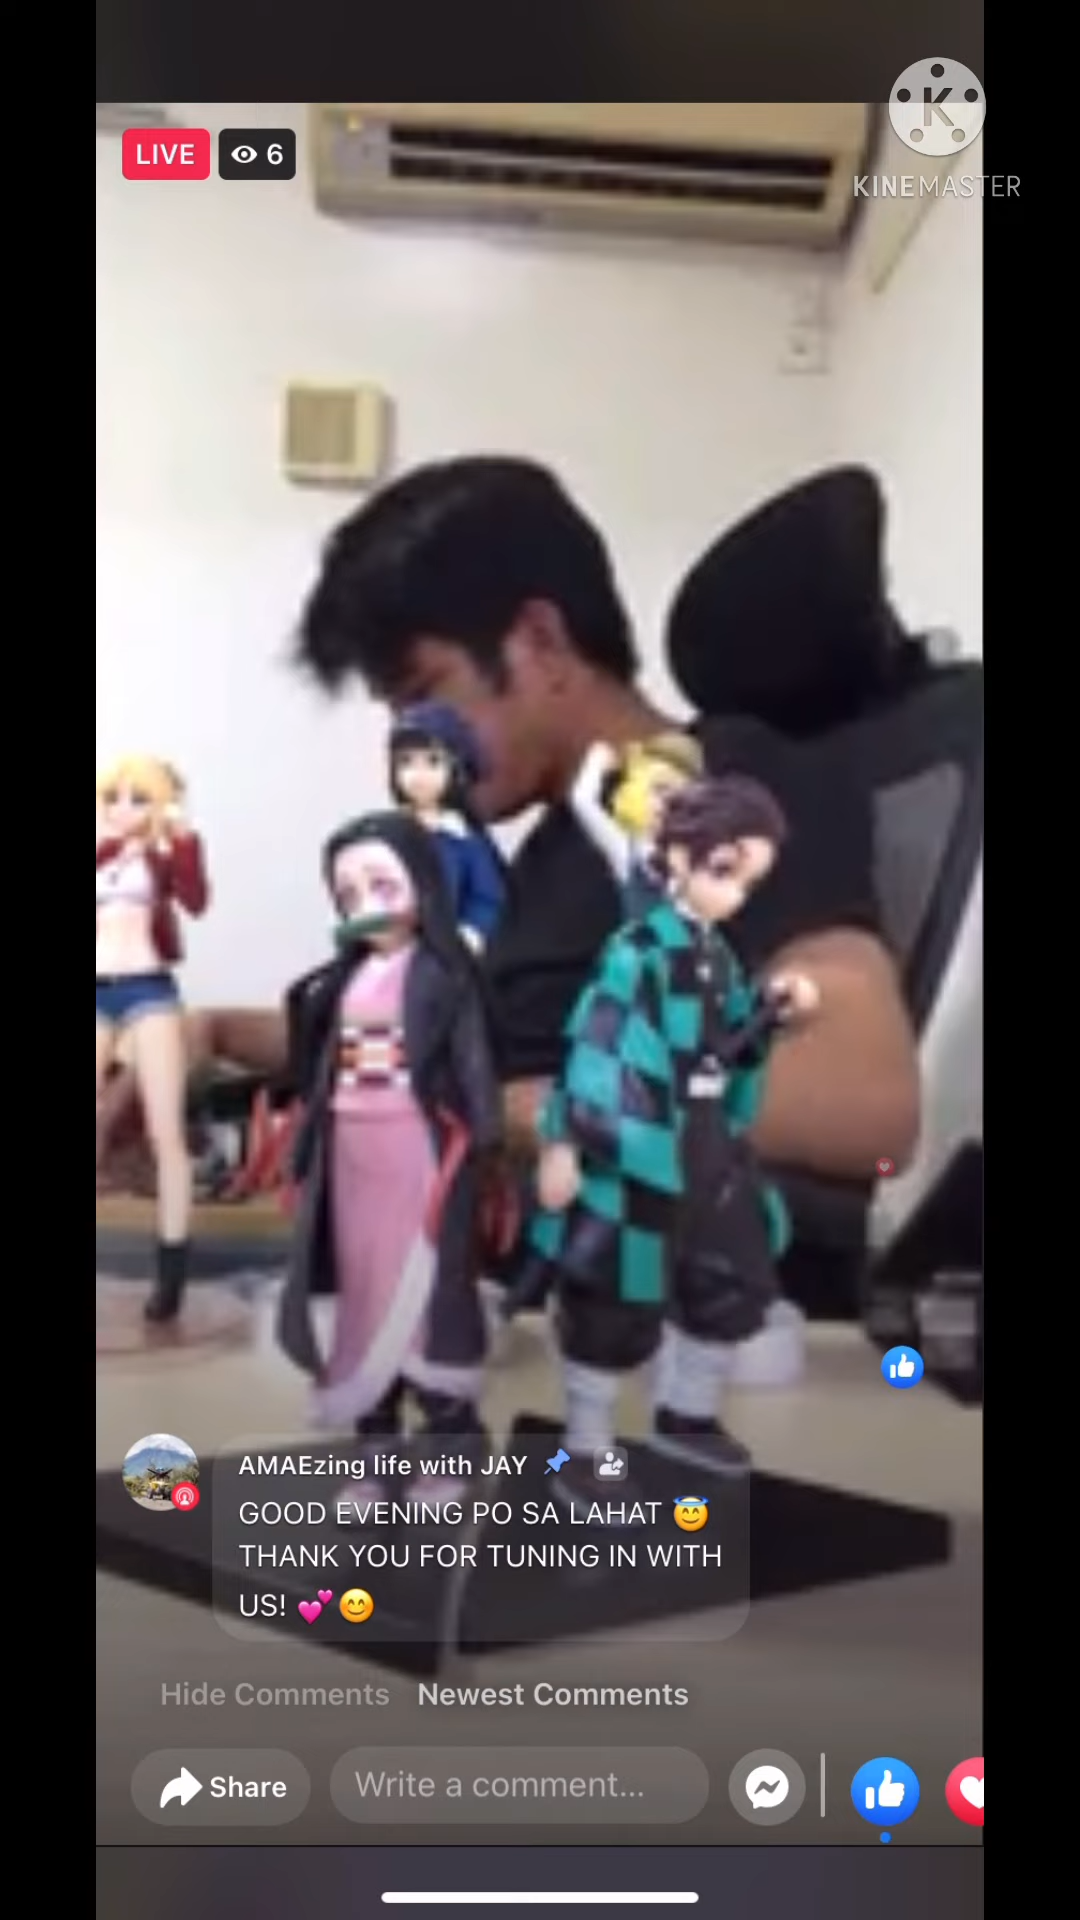 LIVE 6
K
KINEMASTER
AMAEzing life with JAY
GOOD EVENING PO SA LAHAT 😇
THANK YOU FOR TUNING IN WITH
US! 💕😊
Hide Comments Newest Comments
Share Write a comment...